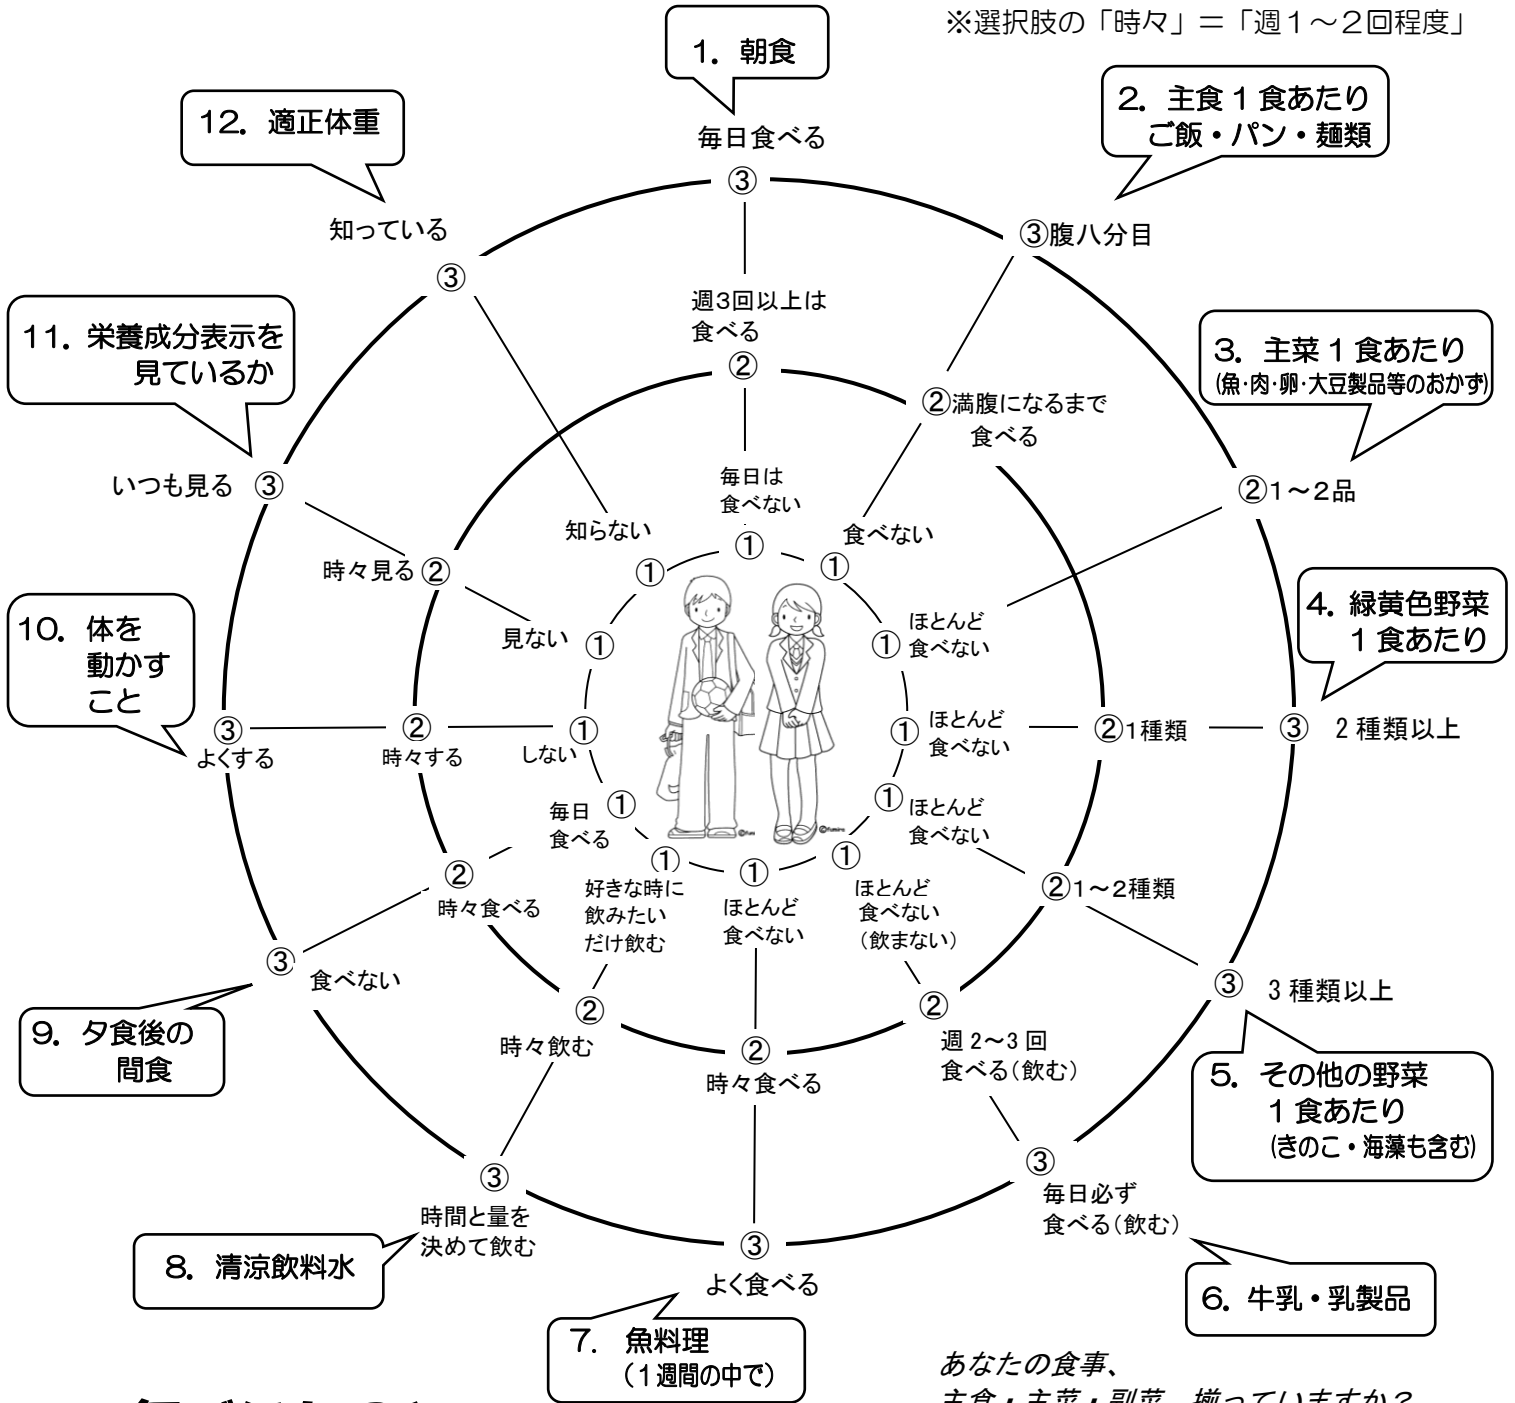 ※選択肢の「時々」＝「週１～２回程度」
１．朝食
毎日食べる
③
週３回以上は
食べる
②
毎日は
食べない
①
２．主食１食あたり
ご飯・パン・麺類
③腹八分目
②満腹になるまで
食べる
食べない
①
３．主菜１食あたり
（魚・肉・卵・大豆製品等のおかず）
②１～２品
ほとんど
食べない
①
４．緑黄色野菜
１食あたり
③ ２種類以上
②１種類
ほとんど
食べない
①
５．その他の野菜
１食あたり
（きのこ・海藻も含む）
③ ３種類以上
②１～２種類
ほとんど
食べない
①
６．牛乳・乳製品
③
毎日必ず
食べる（飲む）
②
週２～３回
食べる（飲む）
ほとんど
食べない
（飲まない）
①
７．魚料理
（１週間の中で）
③
よく食べる
②
時々食べる
①
ほとんど
食べない
８．清涼飲料水
③
時間と量を
決めて飲む
②
時々飲む
①
好きな時に
飲みたい
だけ飲む
９．夕食後の
間食
③
食べない
②
時々食べる
①
毎日
食べる
１０．体を
動かす
こと
③
よくする
②
時々する
①
しない
１１．栄養成分表示を
見ているか
いつも見る ③
時々見る ②
見ない
①
１２．適正体重
知っている
③
知らない
①
©fumi
©fumira
あなたの食事、
主食・主菜・副菜、揃っていますか？